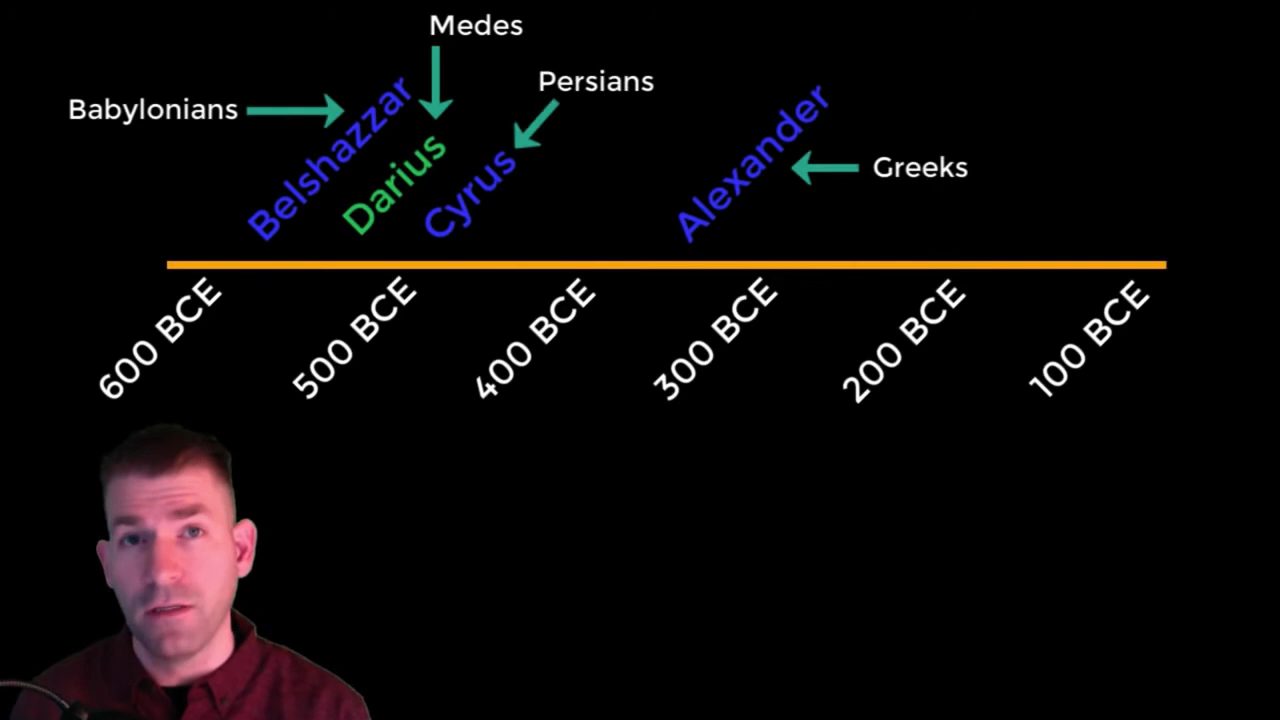 Medes
Persians
Babylonians
Belshazzar
Darius
Cyrus
Alexander
Greeks
600 BCE
500 BCE
400 BCE
300 BCE
200 BCE
100 BCE